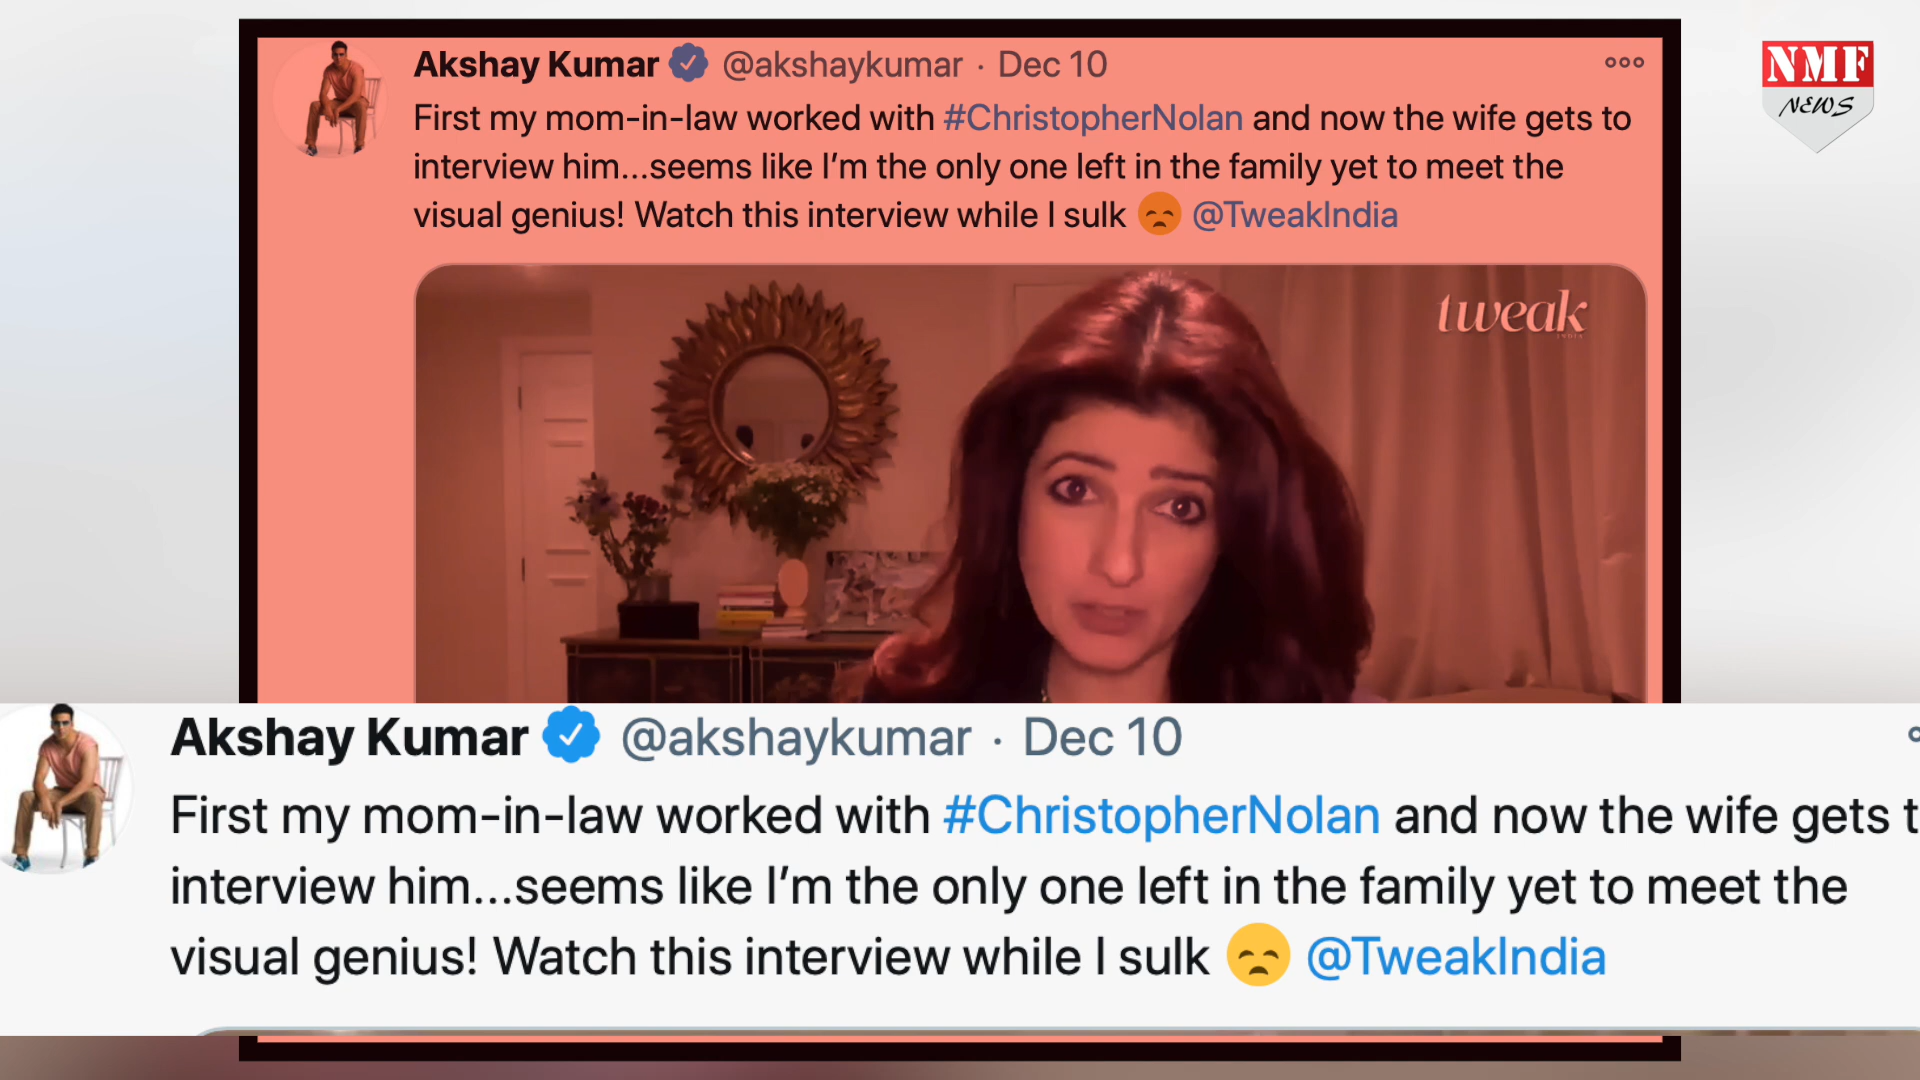 Akshay Kumar @akshaykumar · Dec 10
First my mom-in-law worked with #ChristopherNolan and now the wife gets to
interview him...seems like I'm the only one left in the family yet to meet the
visual genius! Watch this interview while I sulk 😞 @TweakIndia
NMF
NEWS
tweak
INDIA
Akshay Kumar @akshaykumar · Dec 10
First my mom-in-law worked with #ChristopherNolan and now the wife gets t
interview him...seems like I'm the only one left in the family yet to meet the
visual genius! Watch this interview while I sulk 😞 @TweakIndia